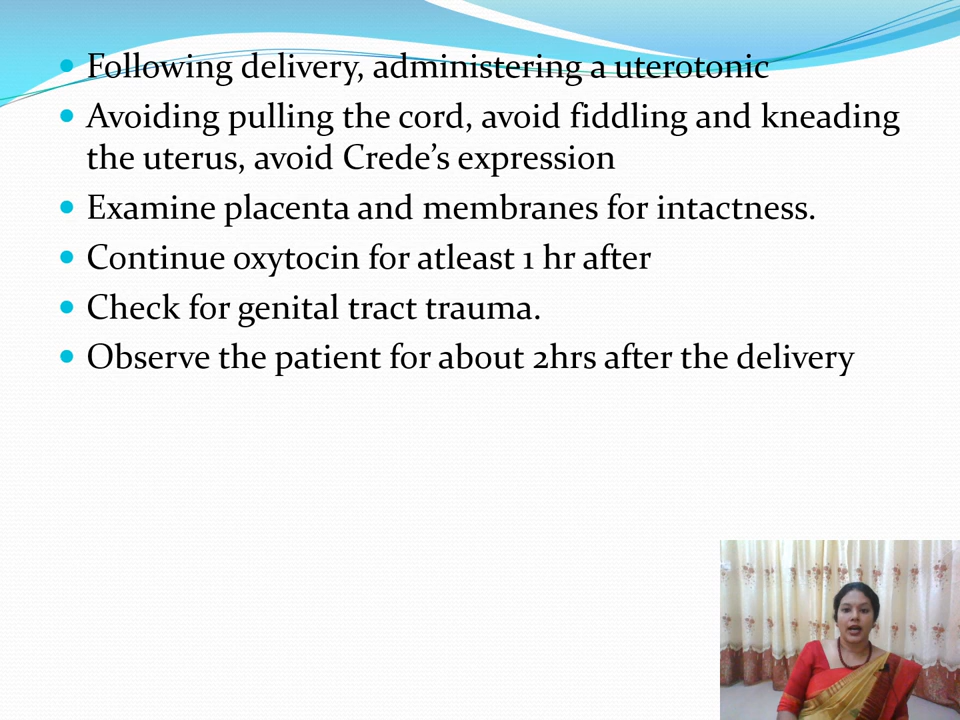 Following delivery, administering a uterotonic
Avoiding pulling the cord, avoid fiddling and kneading
the uterus, avoid Crede’s expression
Examine placenta and membranes for intactness.
Continue oxytocin for atleast 1 hr after
Check for genital tract trauma.
Observe the patient for about 2hrs after the delivery